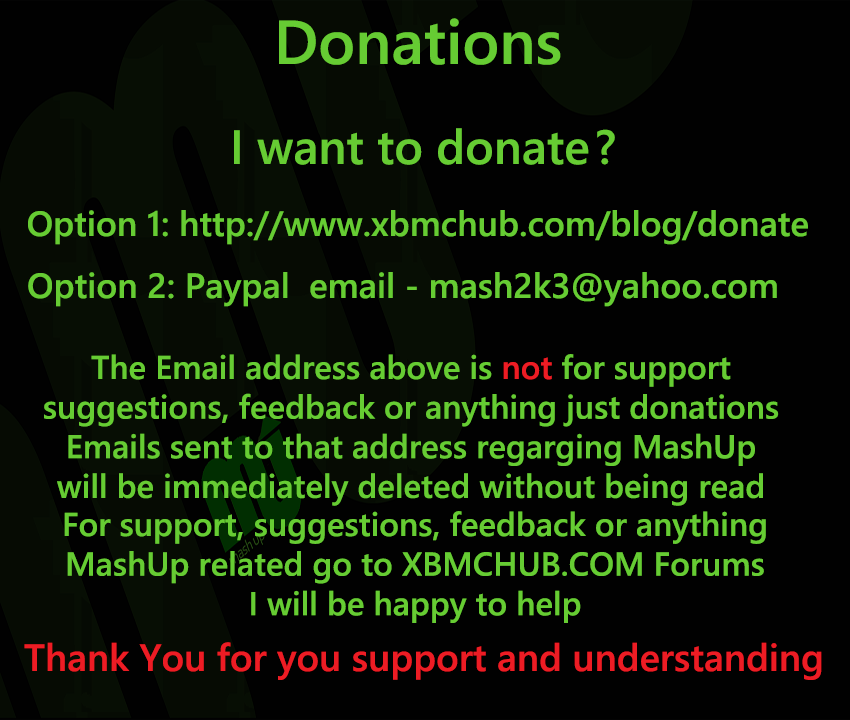 Donations
I want to donate?
Option 1: http://www.xbmchub.com/blog/donate
Option 2: Paypal  email - mash2k3@yahoo.com
The Email address above is not for support
suggestions, feedback or anything just donations
Emails sent to that address regarging MashUp
will be immediately deleted without being read
For support, suggestions, feedback or anything
MashUp related go to XBMCHUB.COM Forums
I will be happy to help
Thank You for you support and understanding
MashUp